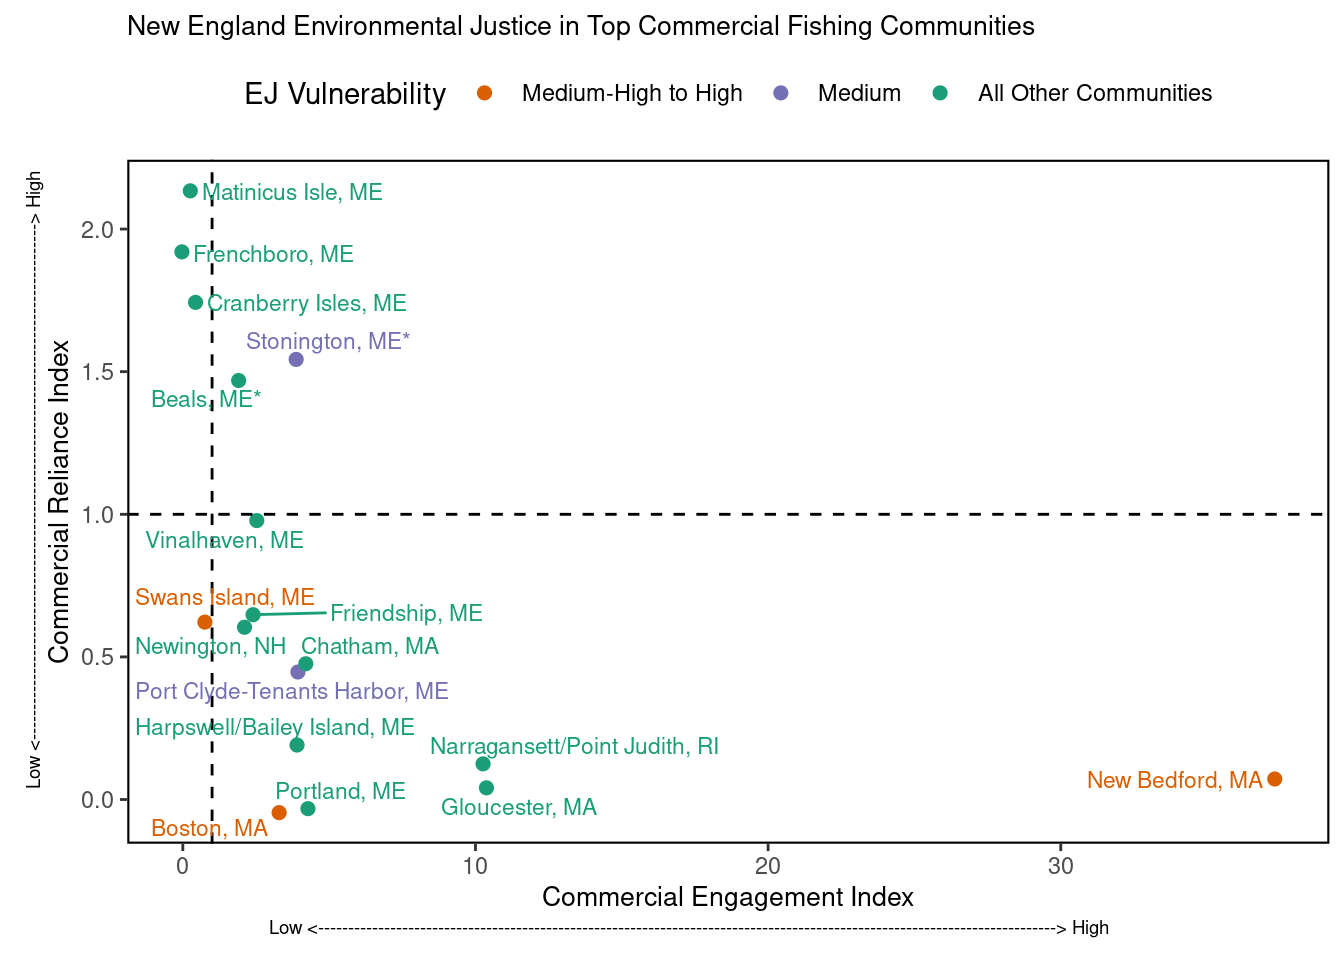 New England Environmental Justice in Top Commercial Fishing Communities
EJ Vulnerability Medium-High to High Medium All Other Communities
Commercial Reliance Index
Low <----------------------------------------------------------------------------------------> High
2.0
1.5
1.0
0.5
0.0
Matinicus Isle, ME
Frenchboro, ME
Cranberry Isles, ME
Stonington, ME*
Beals, ME*
Vinalhaven, ME
Swans Island, ME
Friendship, ME
Newington, NH
Chatham, MA
Port Clyde-Tenants Harbor, ME
Harpswell/Bailey Island, ME
Narragansett/Point Judith, RI
New Bedford, MA
Portland, ME
Gloucester, MA
Boston, MA
0 10 20 30
Commercial Engagement Index
Low <----------------------------------------------------------------------------------------------------------------------------> High